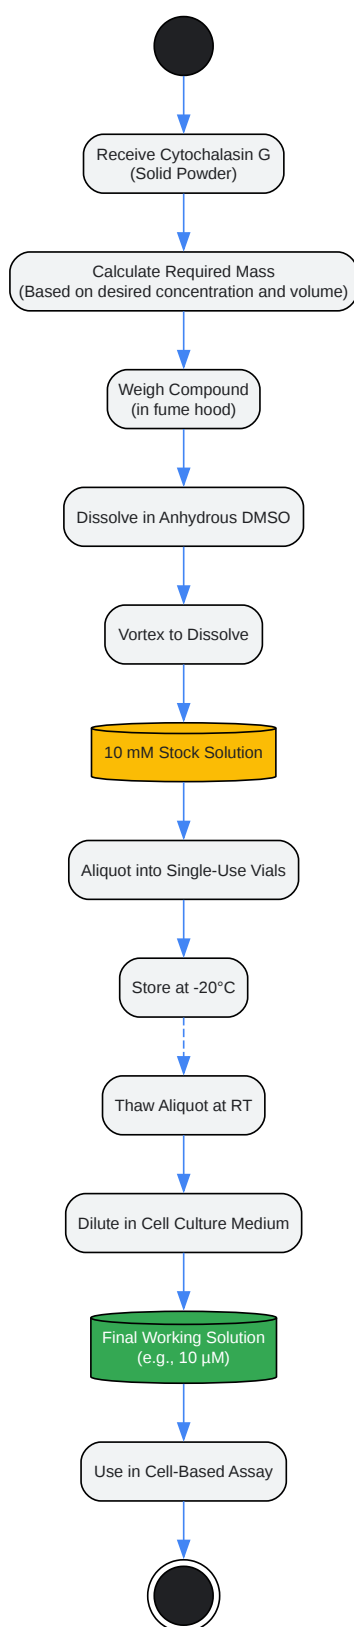 Receive Cytochalasin G
(Solid Powder)
Calculate Required Mass
(Based on desired concentration and volume)
Weigh Compound
(in fume hood)
Dissolve in Anhydrous DMSO
Vortex to Dissolve
10 mM Stock Solution
Aliquot into Single-Use Vials
Store at -20°C
Thaw Aliquot at RT
Dilute in Cell Culture Medium
Final Working Solution
(e.g., 10 µM)
Use in Cell-Based Assay